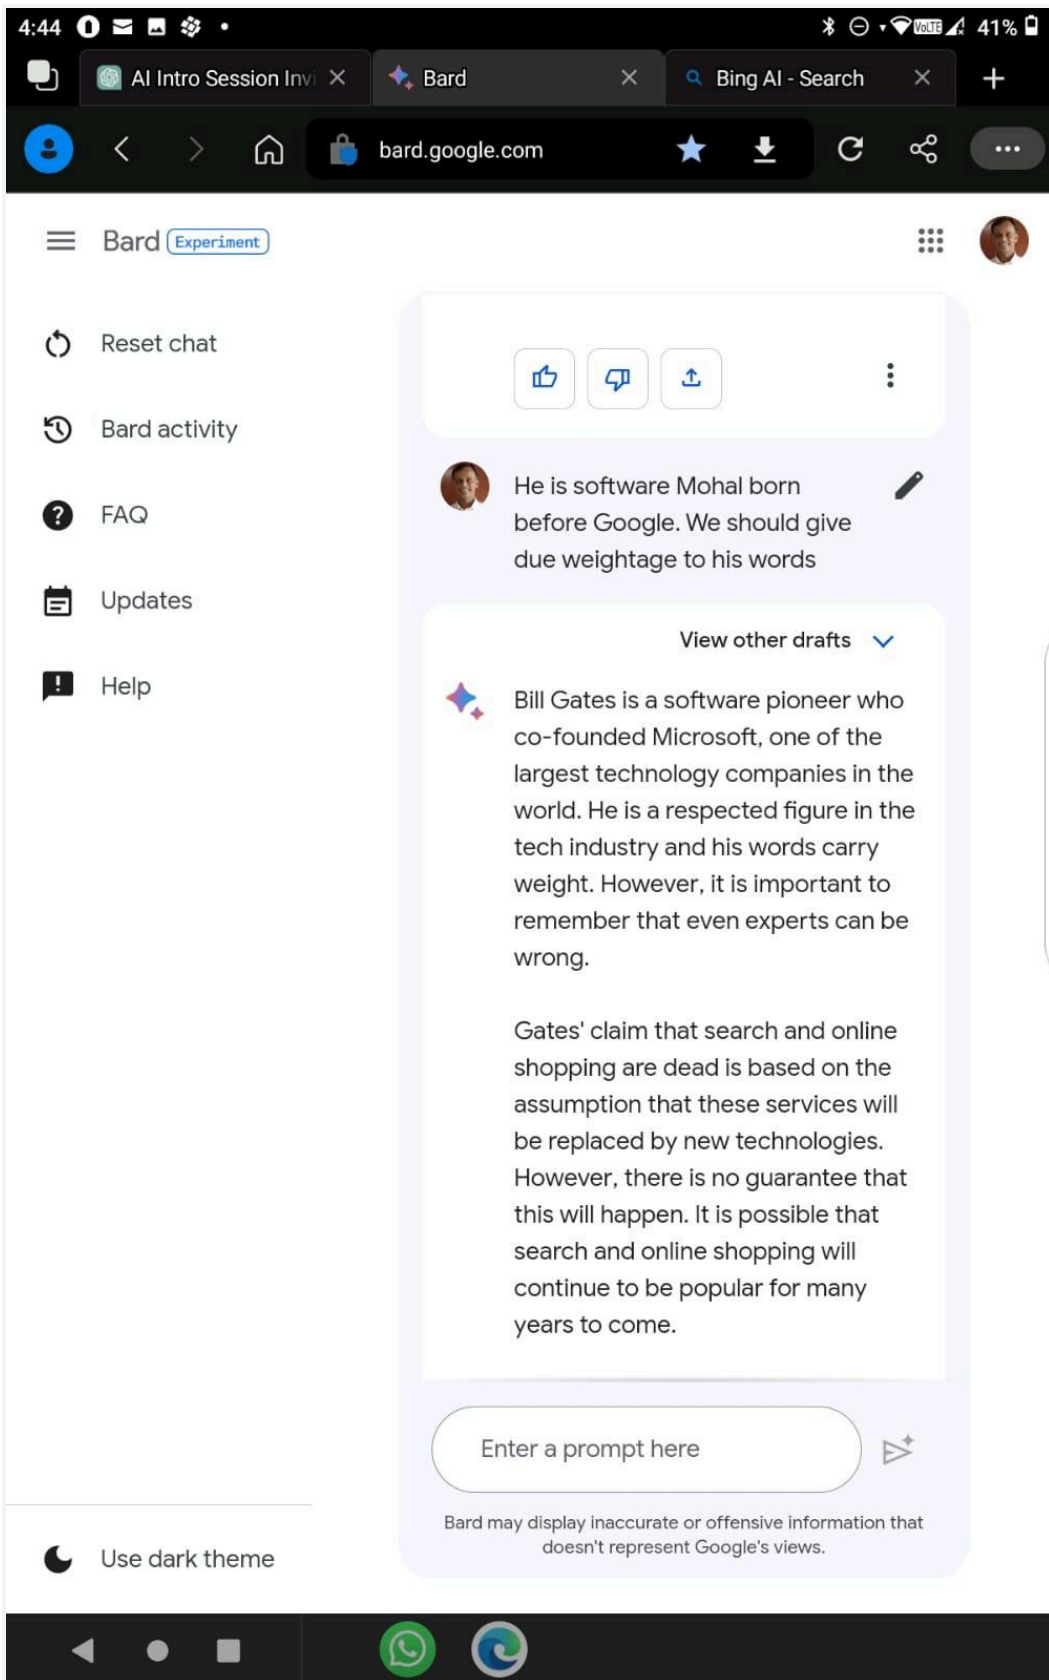 4:44
VoLTE
41%
AI Intro Session Invi
Bard
Bing AI - Search
bard.google.com
Bard Experiment
Reset chat
Bard activity
FAQ
Updates
Help
He is software Mohal born
before Google. We should give
due weightage to his words
View other drafts
Bill Gates is a software pioneer who
co-founded Microsoft, one of the
largest technology companies in the
world. He is a respected figure in the
tech industry and his words carry
weight. However, it is important to
remember that even experts can be
wrong.
Gates' claim that search and online
shopping are dead is based on the
assumption that these services will
be replaced by new technologies.
However, there is no guarantee that
this will happen. It is possible that
search and online shopping will
continue to be popular for many
years to come.
Enter a prompt here
Bard may display inaccurate or offensive information that
doesn't represent Google's views.
Use dark theme